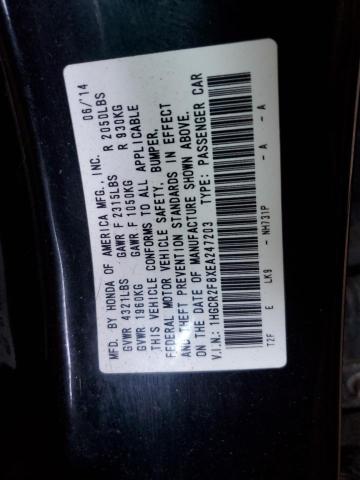 MFD. BY HONDA OF AMERICA MFG., INC. 06/'14
GVWR 4321LBS GAWR F 2315LBS R 2050LBS
GVWR 1960KG GAWR F 1050KG R 930KG
THIS VEHICLE CONFORMS TO ALL APPLICABLE
FEDERAL MOTOR VEHICLE SAFETY, BUMPER,
AND THEFT PREVENTION STANDARDS IN EFFECT
ON THE DATE OF MANUFACTURE SHOWN ABOVE.
V.I.N.: 1HGCR2F8XEA247203 TYPE: PASSENGER CAR
T2F E LK9 - NH731P - A - A